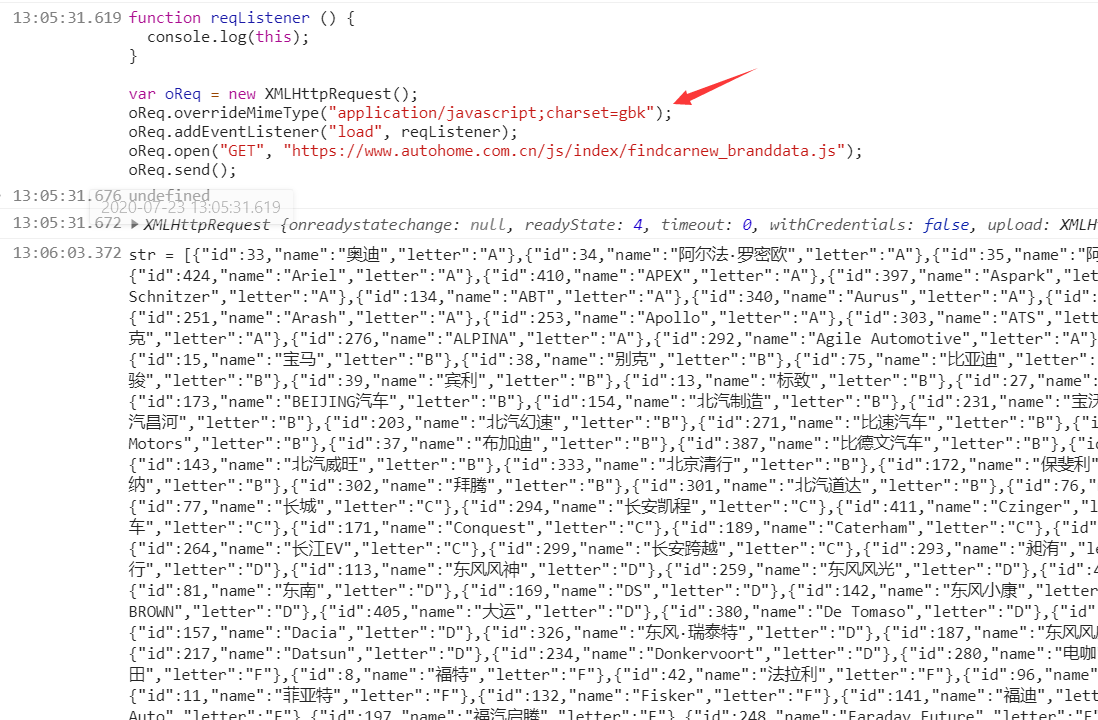 13:05:31.619 function reqListener () {
console.log(this);
}
var oReq = new XMLHttpRequest();
oReq.overrideMimeType("application/javascript;charset=gbk");
oReq.addEventListener("load", reqListener);
oReq.open("GET", "https://www.autohome.com.cn/js/index/findcarnew_branddata.js");
oReq.send();
13:05:31.676 undefined
2020-07-23 13:05:31.619
13:05:31.672 ▶XMLHttpRequest {onreadystatechange: null, readyState: 4, timeout: 0, withCredentials: false, upload: XMLH
13:06:03.372 str = [{"id":33,"name":"奥迪","letter":"A"},{"id":34,"name":"阿尔法·罗密欧","letter":"A"},{"id":35,"name":"阿
{"id":424,"name":"Ariel","letter":"A"},{"id":410,"name":"APEX","letter":"A"},{"id":397,"name":"Aspark","lette
Schnitzer","letter":"A"},{"id":134,"name":"ABT","letter":"A"},{"id":340,"name":"Aurus","letter":"A"},{"id":
{"id":251,"name":"Arash","letter":"A"},{"id":253,"name":"Apollo","letter":"A"},{"id":303,"name":"ATS","lett
克","letter":"A"},{"id":276,"name":"ALPINA","letter":"A"},{"id":292,"name":"Agile Automotive","letter":"A"}
{"id":15,"name":"宝马","letter":"B"},{"id":38,"name":"别克","letter":"B"},{"id":75,"name":"比亚迪","letter":
骏","letter":"B"},{"id":39,"name":"宾利","letter":"B"},{"id":13,"name":"标致","letter":"B"},{"id":27,"name":
{"id":173,"name":"BEIJING汽车","letter":"B"},{"id":154,"name":"北汽制造","letter":"B"},{"id":231,"name":"宝沃
汽昌河","letter":"B"},{"id":203,"name":"北汽幻速","letter":"B"},{"id":271,"name":"比速汽车","letter":"B"},{"i
Motors","letter":"B"},{"id":37,"name":"布加迪","letter":"B"},{"id":387,"name":"比德文汽车","letter":"B"},{"id
{"id":143,"name":"北汽威旺","letter":"B"},{"id":333,"name":"北京清行","letter":"B"},{"id":172,"name":"保斐利"
纳","letter":"B"},{"id":302,"name":"拜腾","letter":"B"},{"id":301,"name":"北汽道达","letter":"B"},{"id":76,"
{"id":77,"name":"长城","letter":"C"},{"id":294,"name":"长安凯程","letter":"C"},{"id":411,"name":"Czinger","l
车","letter":"C"},{"id":171,"name":"Conquest","letter":"C"},{"id":189,"name":"Caterham","letter":"C"},{"id"
{"id":264,"name":"长江EV","letter":"C"},{"id":299,"name":"长安跨越","letter":"C"},{"id":293,"name":"昶洧","le
行","letter":"D"},{"id":113,"name":"东风风神","letter":"D"},{"id":259,"name":"东风风光","letter":"D"},{"id":4
{"id":81,"name":"东南","letter":"D"},{"id":169,"name":"DS","letter":"D"},{"id":142,"name":"东风小康","letter
BROWN","letter":"D"},{"id":405,"name":"大运","letter":"D"},{"id":380,"name":"De Tomaso","letter":"D"},{"id"
{"id":157,"name":"Dacia","letter":"D"},{"id":326,"name":"东风·瑞泰特","letter":"D"},{"id":187,"name":"东风风
{"id":217,"name":"Datsun","letter":"D"},{"id":234,"name":"Donkervoort","letter":"D"},{"id":280,"name":"电咖
田","letter":"F"},{"id":8,"name":"福特","letter":"F"},{"id":42,"name":"法拉利","letter":"F"},{"id":96,"name"
{"id":11,"name":"菲亚特","letter":"F"},{"id":132,"name":"Fisker","letter":"F"},{"id":141,"name":"福迪","lette
Auto","letter":"F"},{"id":197,"name":"福汽启腾","letter":"F"},{"id":248,"name":"Faraday Future","letter":"F